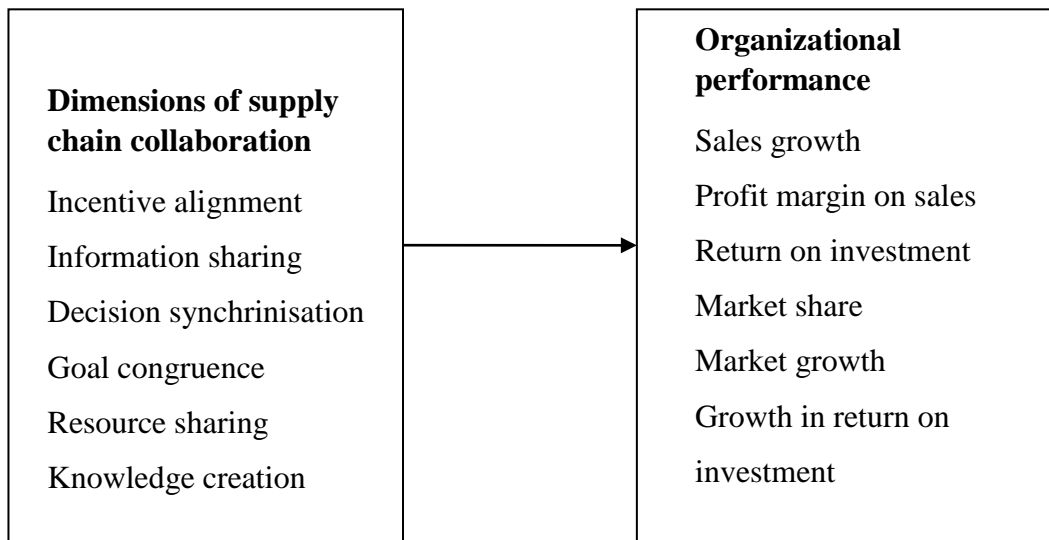 Dimensions of supply
chain collaboration
Incentive alignment
Information sharing
Decision synchrinisation
Goal congruence
Resource sharing
Knowledge creation
Organizational
performance
Sales growth
Profit margin on sales
Return on investment
Market share
Market growth
Growth in return on
investment